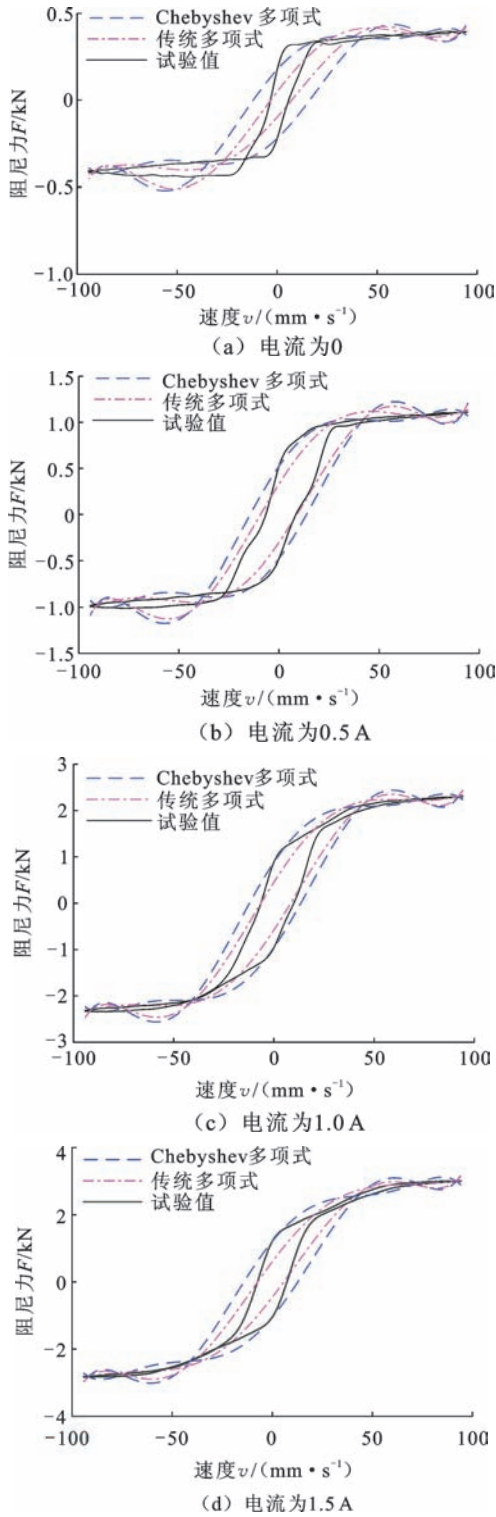 0.5
Chebyshev 多项式
传统多项式
试验值
0
阻尼力F/kN
−0.5
−1.0
−100 −50 0 50 100
速度v/(mm·s⁻¹)
(a) 电流为0
1.5
Chebyshev 多项式
传统多项式
试验值
1.0
0.5
0
阻尼力F/kN
−0.5
−1.0
−1.5
−100 −50 0 50 100
速度v/(mm·s⁻¹)
(b) 电流为0.5 A
3
Chebyshev多项式
传统多项式
试验值
2
1
0
阻尼力F/kN
−1
−2
−3
−100 −50 0 50 100
速度v/(mm·s⁻¹)
(c) 电流为1.0 A
4
Chebyshev多项式
传统多项式
试验值
2
0
阻尼力F/kN
−2
−4
−100 −50 0 50 100
速度v/(mm·s⁻¹)
(d) 电流为1.5 A